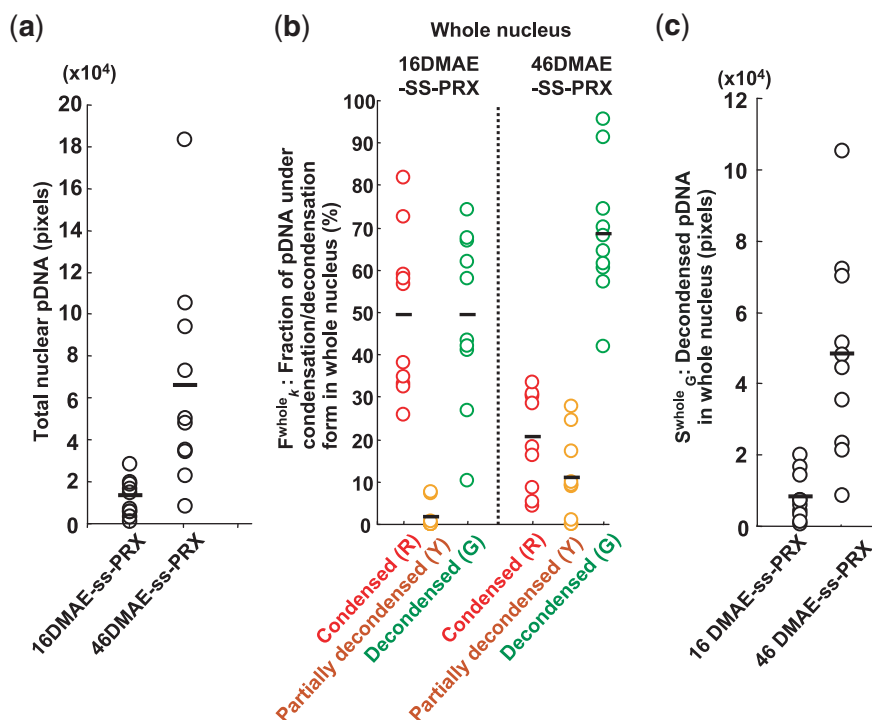 (a)
(x10⁴)
20
18
16
14
12
10
8
6
4
2
0
Total nuclear pDNA (pixels)
16DMAE-ss-PRX
46DMAE-ss-PRX
(b)
Whole nucleus
16DMAE
-SS-PRX
46DMAE
-SS-PRX
100
90
80
70
60
50
40
30
20
10
0
F^whole_k : Fraction of pDNA under
condensation/decondensation
form in whole nucleus (%)
Condensed (R)
Partially decondensed (Y)
Decondensed (G)
Condensed (R)
Partially decondensed (Y)
Decondensed (G)
(c)
(x10⁴)
12
10
8
6
4
2
0
S^whole_G : Decondensed pDNA
in whole nucleus (pixels)
16 DMAE-ss-PRX
46 DMAE-ss-PRX